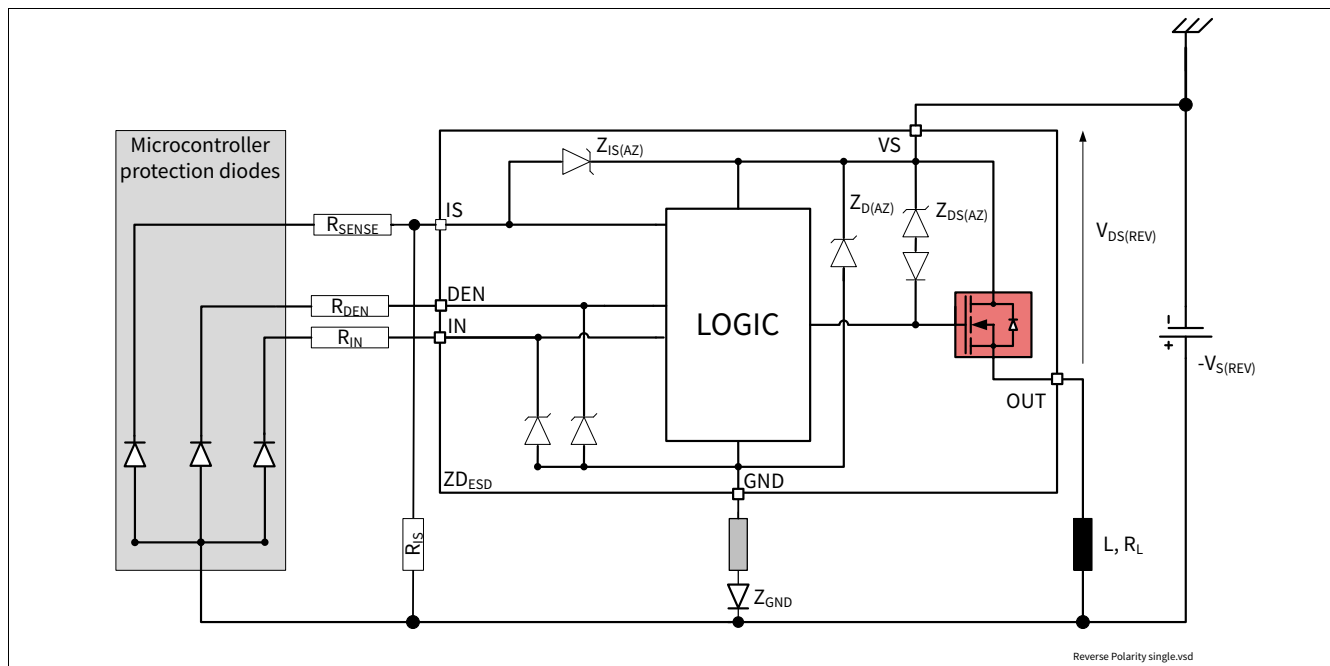 Microcontroller
protection diodes
VS
Z_IS(AZ)
IS
R_SENSE
Z_D(AZ)
Z_DS(AZ)
V_DS(REV)
DEN
R_DEN
IN
R_IN
LOGIC
-
+
-V_S(REV)
OUT
ZD_ESD
GND
R_IS
L, R_L
Z_GND
Reverse Polarity single.vsd